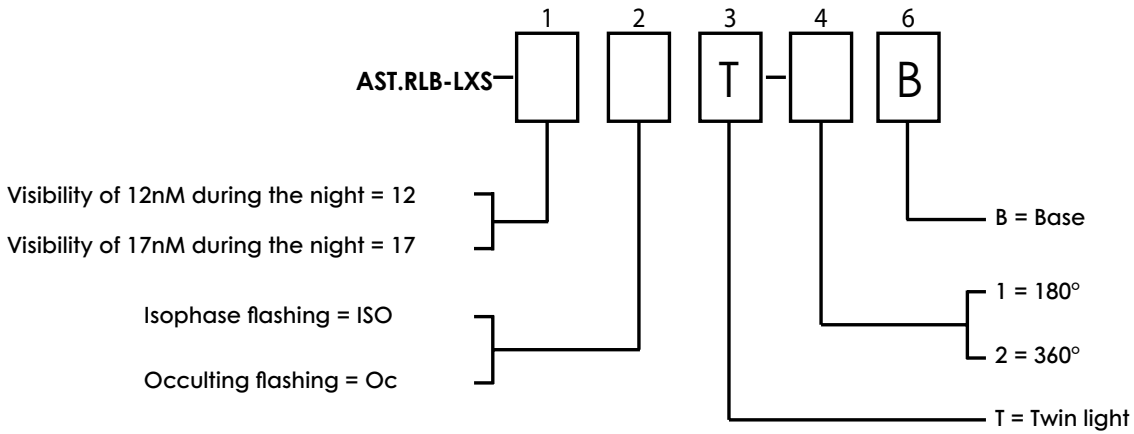 1 2 3 4 6
AST.RLB-LXS– T – B
Visibility of 12nM during the night = 12
Visibility of 17nM during the night = 17
B = Base
1 = 180°
Isophase flashing = ISO
2 = 360°
Occulting flashing = Oc
T = Twin light